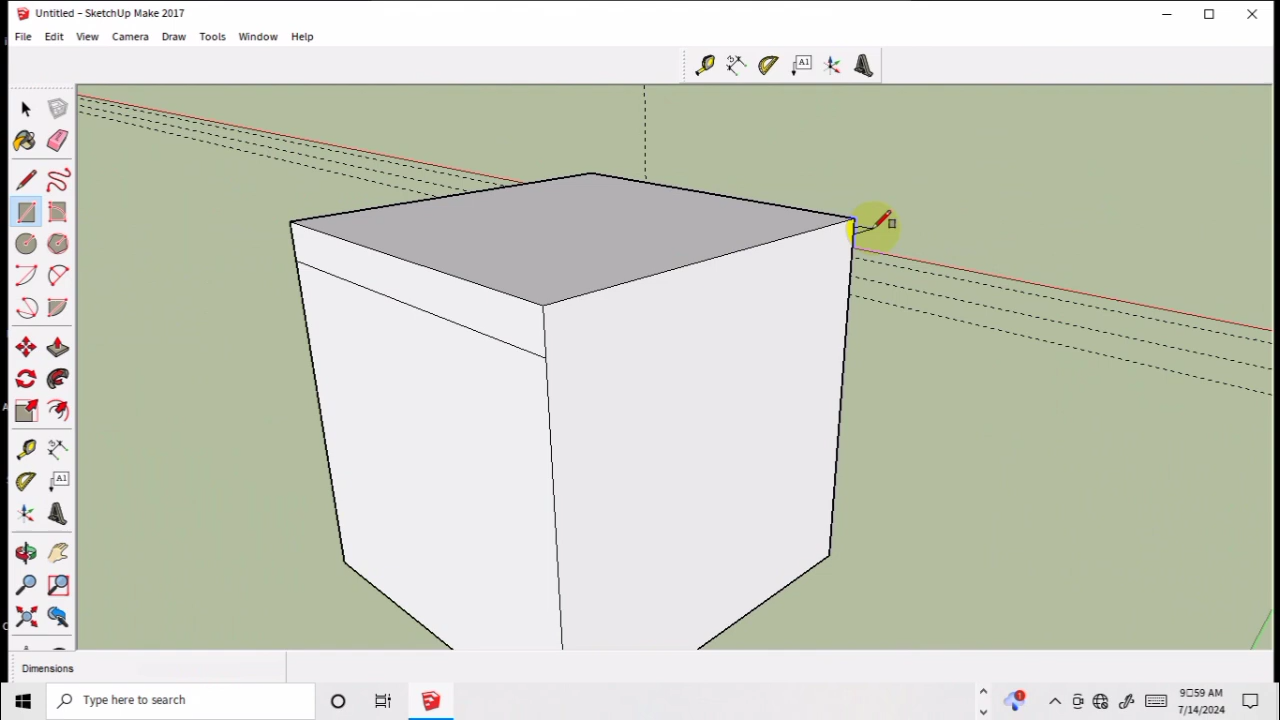 Untitled – SketchUp Make 2017
File Edit View Camera Draw Tools Window Help
A1
A1
Dimensions
Type here to search
1
9□59 AM
7/14/2024